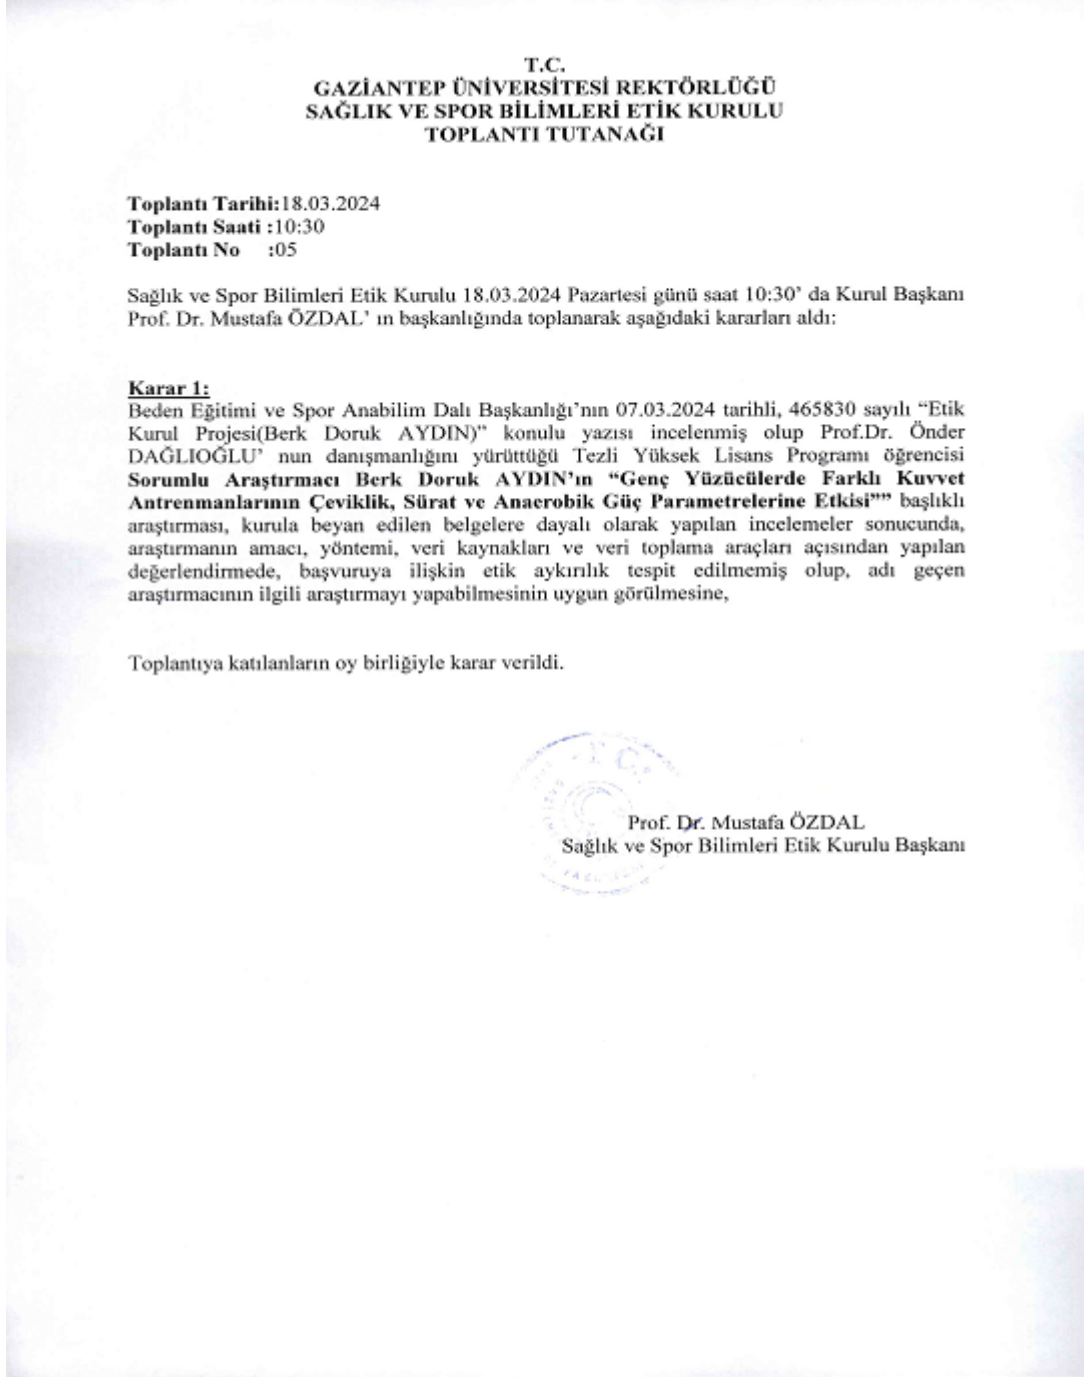 T.C.
GAZİANTEP ÜNİVERSİTESİ REKTÖRLÜĞÜ
SAĞLIK VE SPOR BİLİMLERİ ETİK KURULU
TOPLANTI TUTANAĞI
Toplantı Tarihi:18.03.2024
Toplantı Saati :10:30
Toplantı No :05
Sağlık ve Spor Bilimleri Etik Kurulu 18.03.2024 Pazartesi günü saat 10:30’ da Kurul Başkanı
Prof. Dr. Mustafa ÖZDAL’ ın başkanlığında toplanarak aşağıdaki kararları aldı:
Karar 1:
Beden Eğitimi ve Spor Anabilim Dalı Başkanlığı’nın 07.03.2024 tarihli, 465830 sayılı “Etik
Kurul Projesi(Berk Doruk AYDIN)” konulu yazısı incelenmiş olup Prof.Dr. Önder
DAĞLIOĞLU’ nun danışmanlığını yürüttüğü Tezli Yüksek Lisans Programı öğrencisi
Sorumlu Araştırmacı Berk Doruk AYDIN’ın “Genç Yüzücülerde Farklı Kuvvet
Antrenmanlarının Çeviklik, Sürat ve Anaerobik Güç Parametrelerine Etkisi”” başlıklı
araştırması, kurula beyan edilen belgelere dayalı olarak yapılan incelemeler sonucunda,
araştırmanın amacı, yöntemi, veri kaynakları ve veri toplama araçları açısından yapılan
değerlendirmede, başvuruya ilişkin etik aykırılık tespit edilmemiş olup, adı geçen
araştırmacının ilgili araştırmayı yapabilmesinin uygun görülmesine,
Toplantıya katılanların oy birliğiyle karar verildi.
T.C.
Prof. Dr. Mustafa ÖZDAL
Sağlık ve Spor Bilimleri Etik Kurulu Başkanı